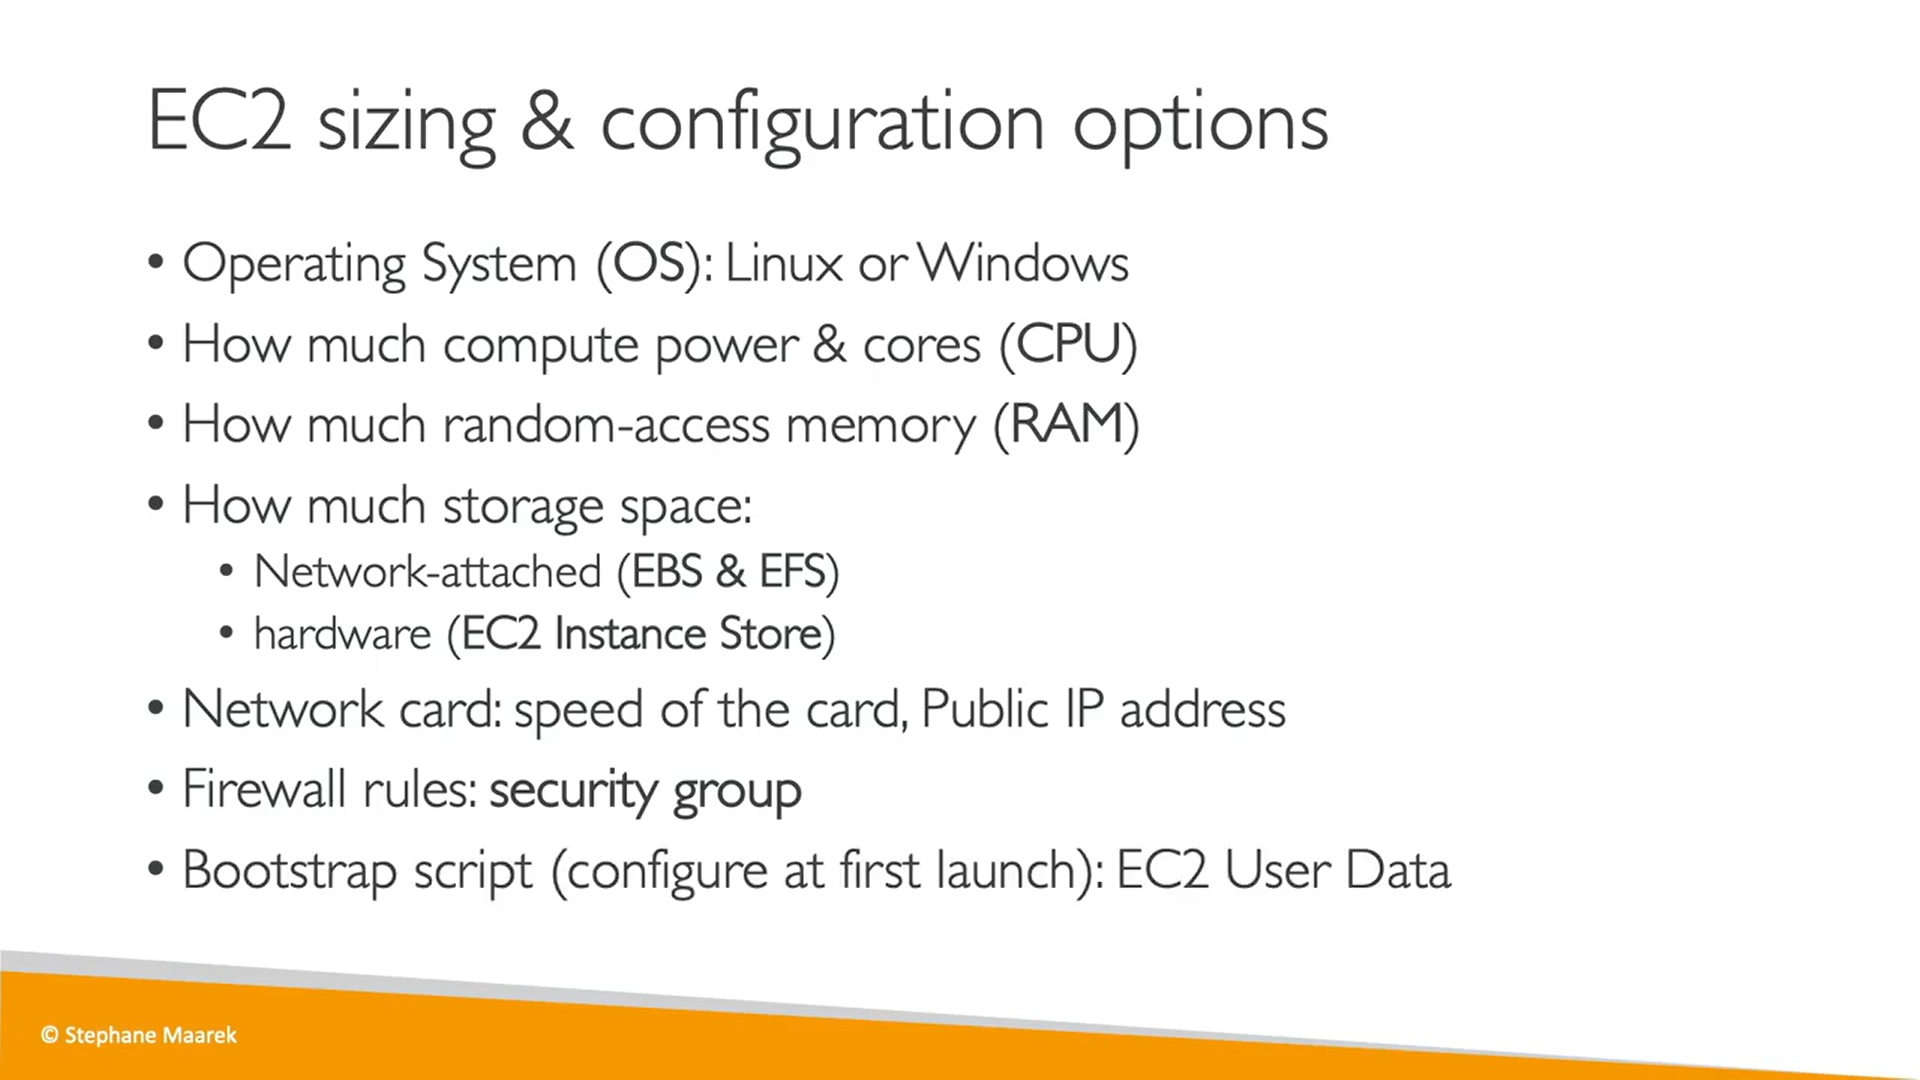 EC2 sizing & configuration options
• Operating System (OS): Linux or Windows
• How much compute power & cores (CPU)
• How much random-access memory (RAM)
• How much storage space:
• Network-attached (EBS & EFS)
• hardware (EC2 Instance Store)
• Network card: speed of the card, Public IP address
• Firewall rules: security group
• Bootstrap script (configure at first launch): EC2 User Data
© Stephane Maarek